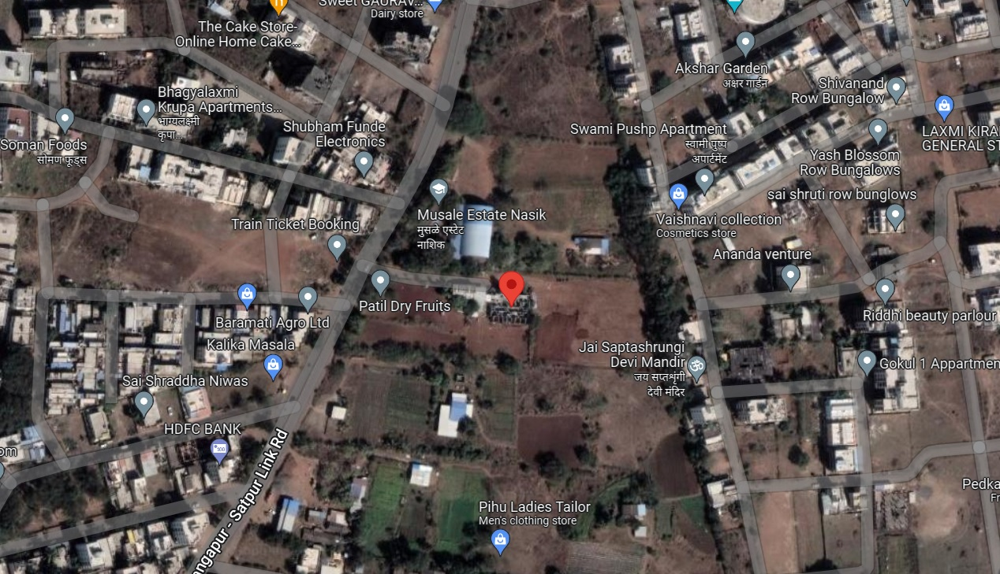 Sweet GAURAV...
Dairy store
The Cake Store-
Online Home Cake...
Akshar Garden
अक्षर गार्डन
Shivanand
Row Bungalow
Bhagyalaxmi
Krupa Apartments...
भाग्यलक्ष्मी
कृपा...
Shubham Funde
Electronics
Swami Pushp Apartment
स्वामी पुष्प
अपार्टमेंट
LAXMI KIRA
GENERAL ST
Soman Foods
सोमण फूड्स
Yash Blossom
Row Bungalows
sai shruti row bunglows
Musale Estate Nasik
मुसळे एस्टेट
नाशिक
Vaishnavi collection
Cosmetics store
Train Ticket Booking
Ananda venture
Patil Dry Fruits
Baramati Agro Ltd
Riddhi beauty parlour
Kalika Masala
Jai Saptashrungi
Devi Mandir
जय सप्तशृंगी
देवी मंदिर
Gokul 1 Appartmen
Sai Shraddha Niwas
HDFC BANK
om
angapur - Satpur Link Rd
Pedka
Fr
Pihu Ladies Tailor
Men's clothing store